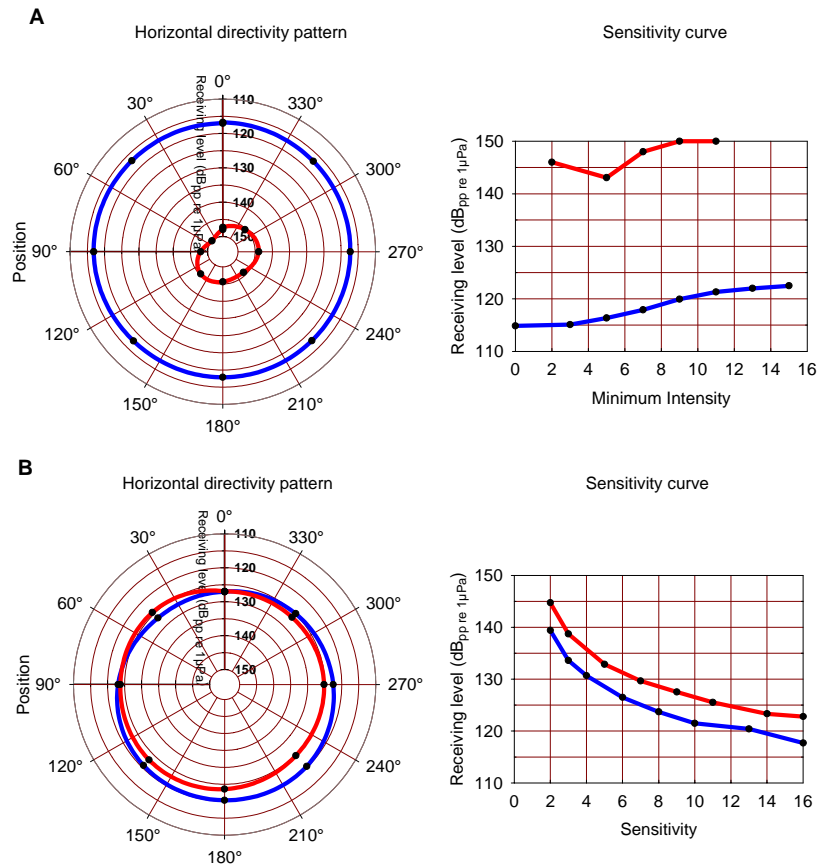 A
Horizontal directivity pattern
Sensitivity curve
0°
30°
330°
60°
300°
90°
270°
120°
240°
150°
210°
180°
Position
Receiving level (dBpp re 1µPa)
110
120
130
140
150
Receiving level (dBpp re 1µPa)
150
140
130
120
110
0 2 4 6 8 10 12 14 16
Minimum Intensity
B
Horizontal directivity pattern
Sensitivity curve
0°
30°
330°
60°
300°
90°
270°
120°
240°
150°
210°
180°
Position
Receiving level (dBpp re 1µPa)
110
120
130
140
150
Receiving level (dBpp re 1µPa)
150
140
130
120
110
0 2 4 6 8 10 12 14 16
Sensitivity